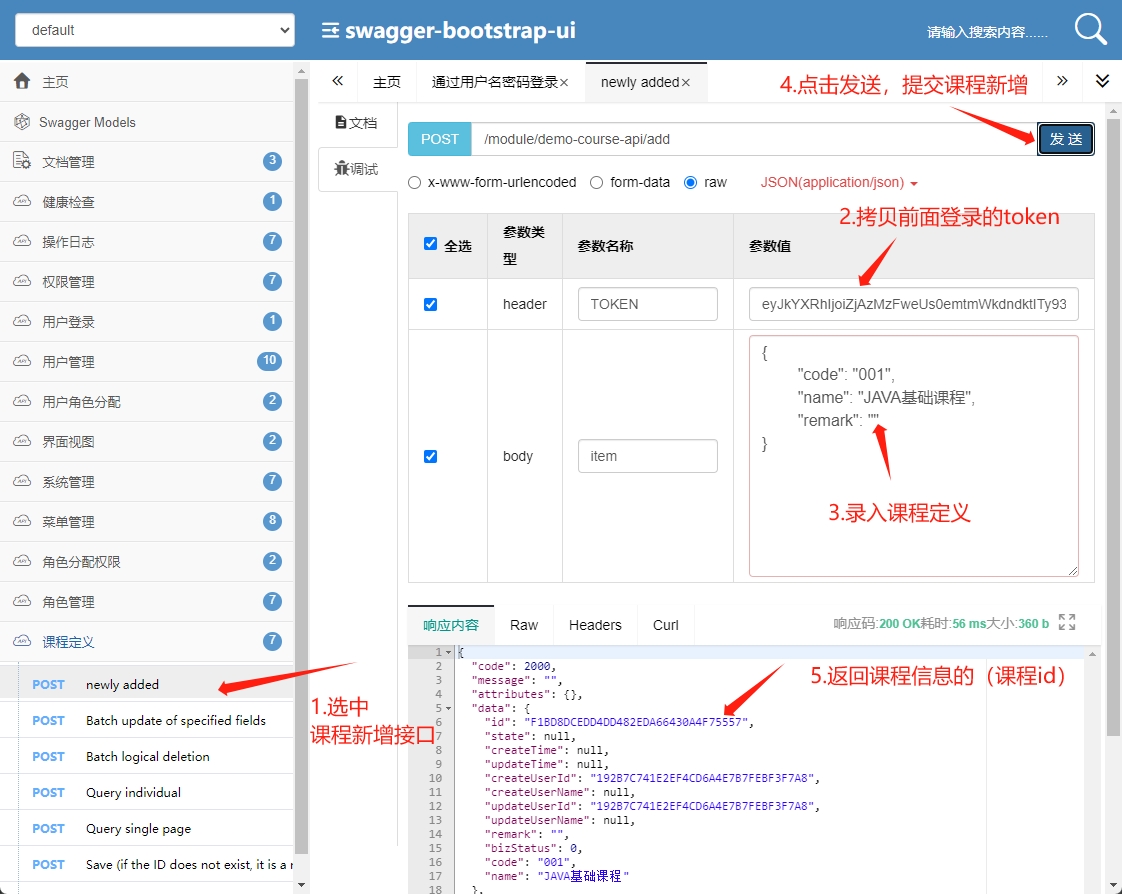 default
swagger-bootstrap-ui
请输入搜索内容......
主页
Swagger Models
文档管理 3
健康检查 1
操作日志 7
权限管理 7
用户登录 1
用户管理 10
用户角色分配 2
界面视图 2
系统管理 7
菜单管理 8
角色分配权限 2
角色管理 7
课程定义 7
POST newly added
POST Batch update of specified fields
POST Batch logical deletion
POST Query individual
POST Query single page
POST Save (if the ID does not exist, it is a
1.选中
课程新增接口
主页 通过用户名密码登录× newly added×
4.点击发送，提交课程新增
文档
调试
POST /module/demo-course-api/add 发 送
x-www-form-urlencoded form-data raw JSON(application/json)
2.拷贝前面登录的token
全选 参数类型 参数名称 参数值
header TOKEN eyJkYXRhIjoiZjAzMzFweUs0emtmWkdndktITy93
body item
{
"code": "001",
"name": "JAVA基础课程",
"remark": ""
}
3.录入课程定义
响应内容 Raw Headers Curl 响应码:200 OK耗时:56 ms大小:360 b
5.返回课程信息的（课程id）
1 {
2 "code": 2000,
3 "message": "",
4 "attributes": {},
5 "data": {
6 "id": "F1BD8DCEDD4DD482EDA66430A4F75557",
7 "state": null,
8 "createTime": null,
9 "updateTime": null,
10 "createUserId": "192B7C741E2EF4CD6A4E7B7FEBF3F7A8",
11 "createUserName": null,
12 "updateUserId": "192B7C741E2EF4CD6A4E7B7FEBF3F7A8",
13 "updateUserName": null,
14 "remark": "",
15 "bizStatus": 0,
16 "code": "001",
17 "name": "JAVA基础课程"
18 },